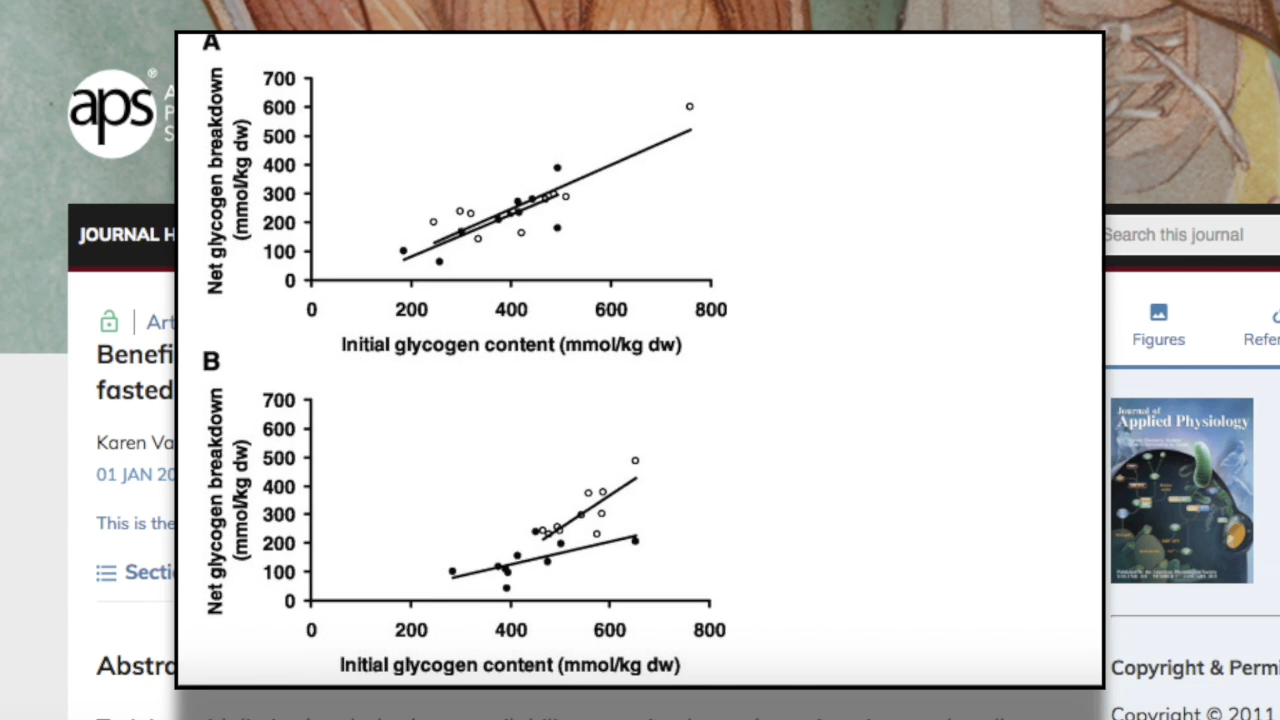 A
Net glycogen breakdown
(mmol/kg dw)
700
600
500
400
300
200
100
0
0 200 400 600 800
Initial glycogen content (mmol/kg dw)
B
Net glycogen breakdown
(mmol/kg dw)
700
600
500
400
300
200
100
0
0 200 400 600 800
Initial glycogen content (mmol/kg dw)
aps®
A
P
S
JOURNAL H
Search this journal
Art
Benefi
fasted
Karen Va
01 JAN 20
This is the
Secti
Abstra
Figures
Refer
Journal of
Applied Physiology
Copyright & Permi
Copyright © 2011